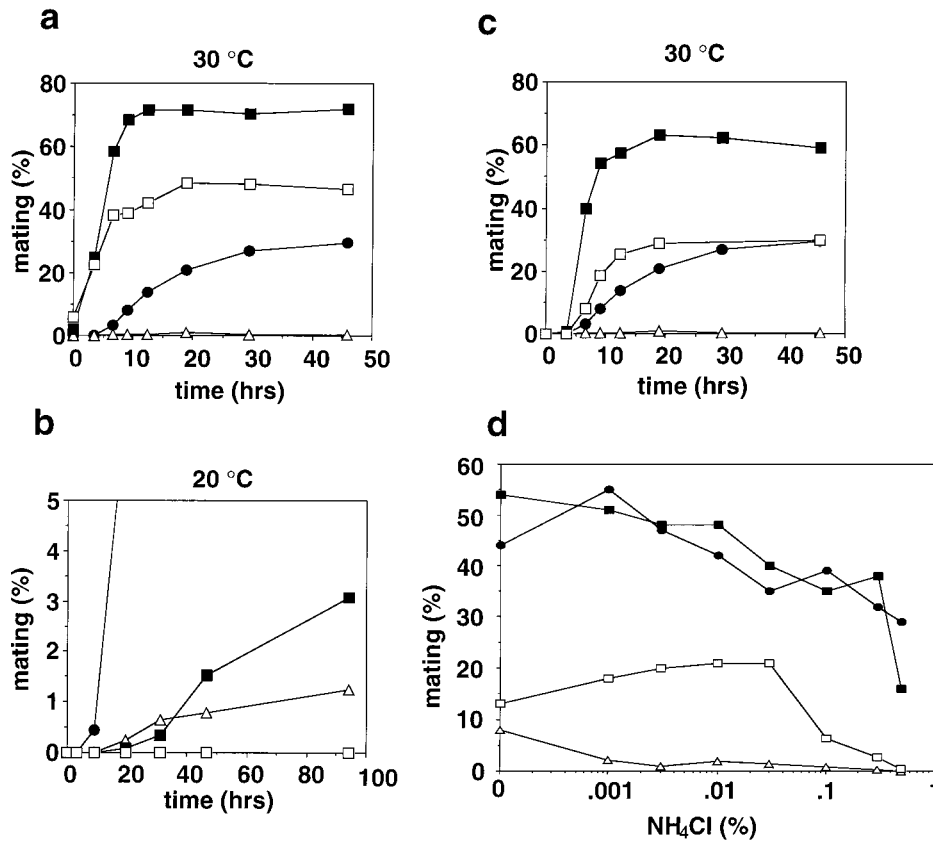 a
30 °C
mating (%)
80
60
40
20
0
0 10 20 30 40 50
time (hrs)
c
30 °C
mating (%)
80
60
40
20
0
0 10 20 30 40 50
time (hrs)
b
20 °C
mating (%)
5
4
3
2
1
0
0 20 40 60 80 100
time (hrs)
d
mating (%)
60
50
40
30
20
10
0
0 .001 .01 .1 1
NH₄Cl (%)